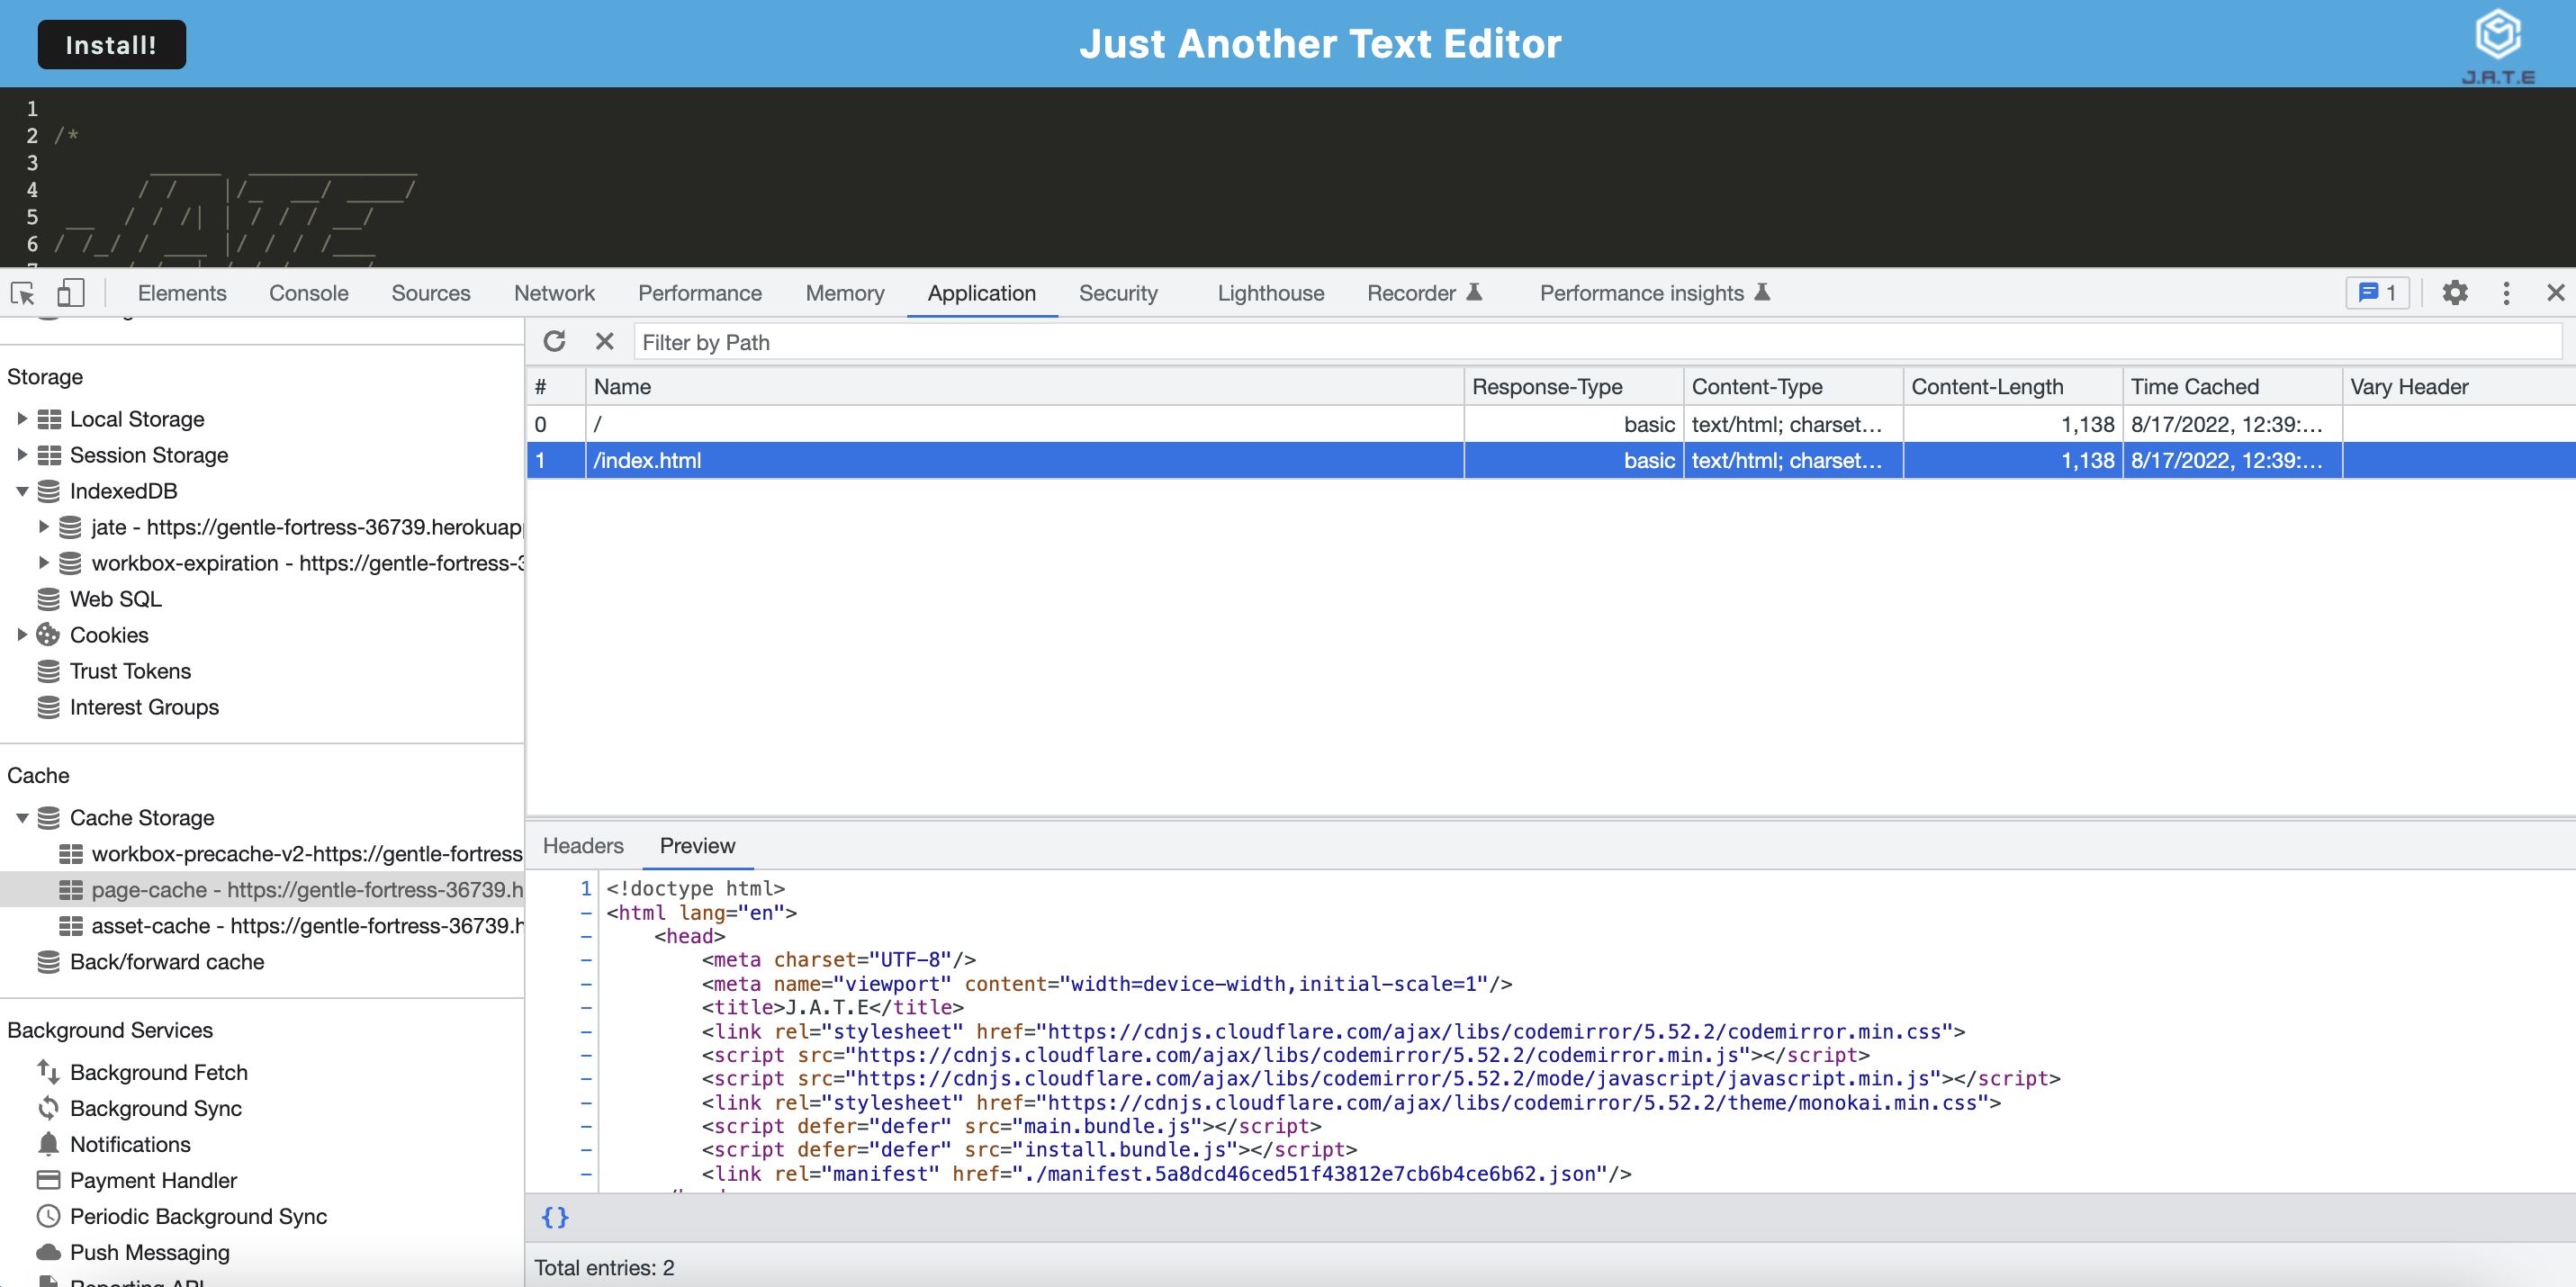 Install!
Just Another Text Editor
J.A.T.E
1
2 /*
3
4
5
6
Elements Console Sources Network Performance Memory Application Security Lighthouse Recorder Performance insights 1
Storage
Local Storage
Session Storage
IndexedDB
jate - https://gentle-fortress-36739.herokuap
workbox-expiration - https://gentle-fortress-3
Web SQL
Cookies
Trust Tokens
Interest Groups
Cache
Cache Storage
workbox-precache-v2-https://gentle-fortress
page-cache - https://gentle-fortress-36739.h
asset-cache - https://gentle-fortress-36739.h
Back/forward cache
Background Services
Background Fetch
Background Sync
Notifications
Payment Handler
Periodic Background Sync
Push Messaging
Reporting API
Filter by Path
# Name Response-Type Content-Type Content-Length Time Cached Vary Header
0 / basic text/html; charset... 1,138 8/17/2022, 12:39:...
1 /index.html basic text/html; charset... 1,138 8/17/2022, 12:39:...
Headers Preview
1 <!doctype html>
- <html lang="en">
- <head>
- <meta charset="UTF-8"/>
- <meta name="viewport" content="width=device-width,initial-scale=1"/>
- <title>J.A.T.E</title>
- <link rel="stylesheet" href="https://cdnjs.cloudflare.com/ajax/libs/codemirror/5.52.2/codemirror.min.css">
- <script src="https://cdnjs.cloudflare.com/ajax/libs/codemirror/5.52.2/codemirror.min.js"></script>
- <script src="https://cdnjs.cloudflare.com/ajax/libs/codemirror/5.52.2/mode/javascript/javascript.min.js"></script>
- <link rel="stylesheet" href="https://cdnjs.cloudflare.com/ajax/libs/codemirror/5.52.2/theme/monokai.min.css">
- <script defer="defer" src="main.bundle.js"></script>
- <script defer="defer" src="install.bundle.js"></script>
- <link rel="manifest" href="./manifest.5a8dcd46ced51f43812e7cb6b4ce6b62.json"/>
{}
Total entries: 2